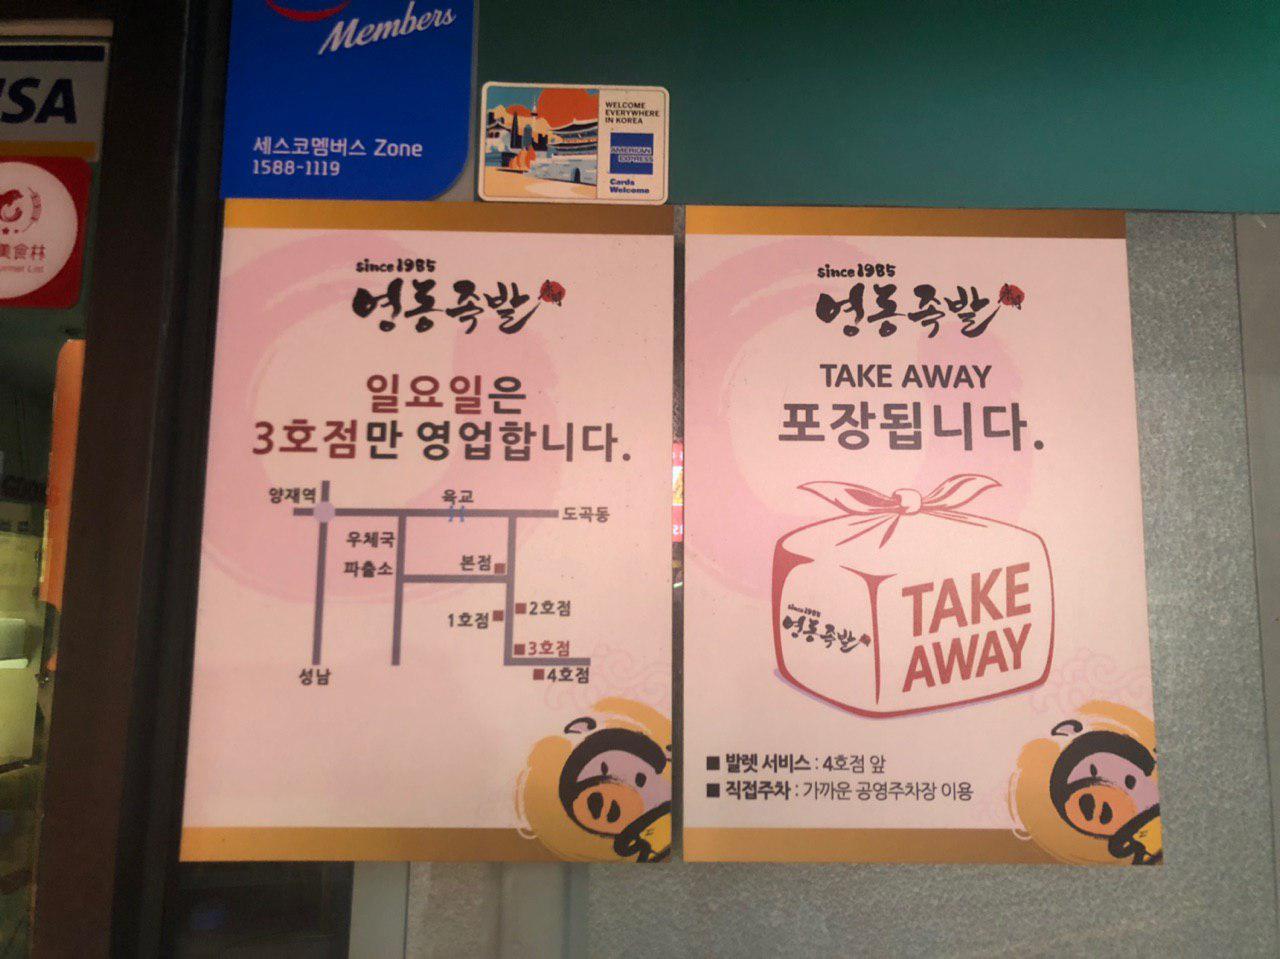 Members
세스코멤버스 Zone
1588-1119
WELCOME
EVERYWHERE
IN KOREA
AMERICAN
EXPRESS
Cards
Welcome
美食林
since 1985
영동족발
일요일은
3호점만 영업합니다.
양재역
육교
도곡동
우체국
파출소
본점
1호점
2호점
3호점
4호점
성남
since 1985
영동족발
TAKE AWAY
포장됩니다.
since 1985
영동족발
TAKE
AWAY
■ 발렛 서비스 : 4호점 앞
■ 직접주차 : 가까운 공영주차장 이용